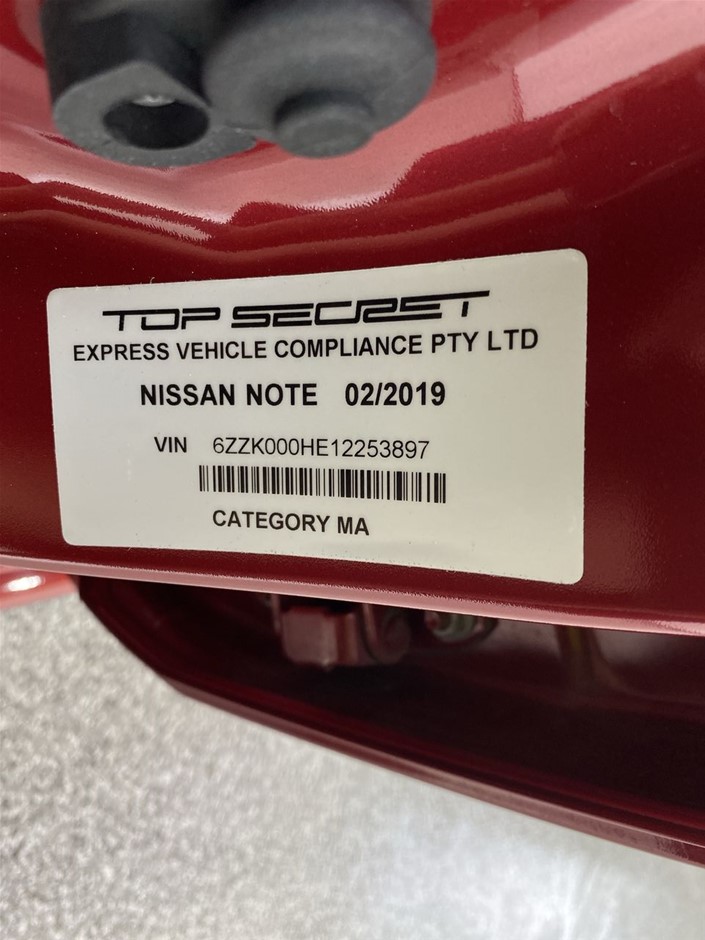 TOP SECRET
EXPRESS VEHICLE COMPLIANCE PTY LTD
NISSAN NOTE 02/2019
VIN 6ZZK000HE12253897
CATEGORY MA